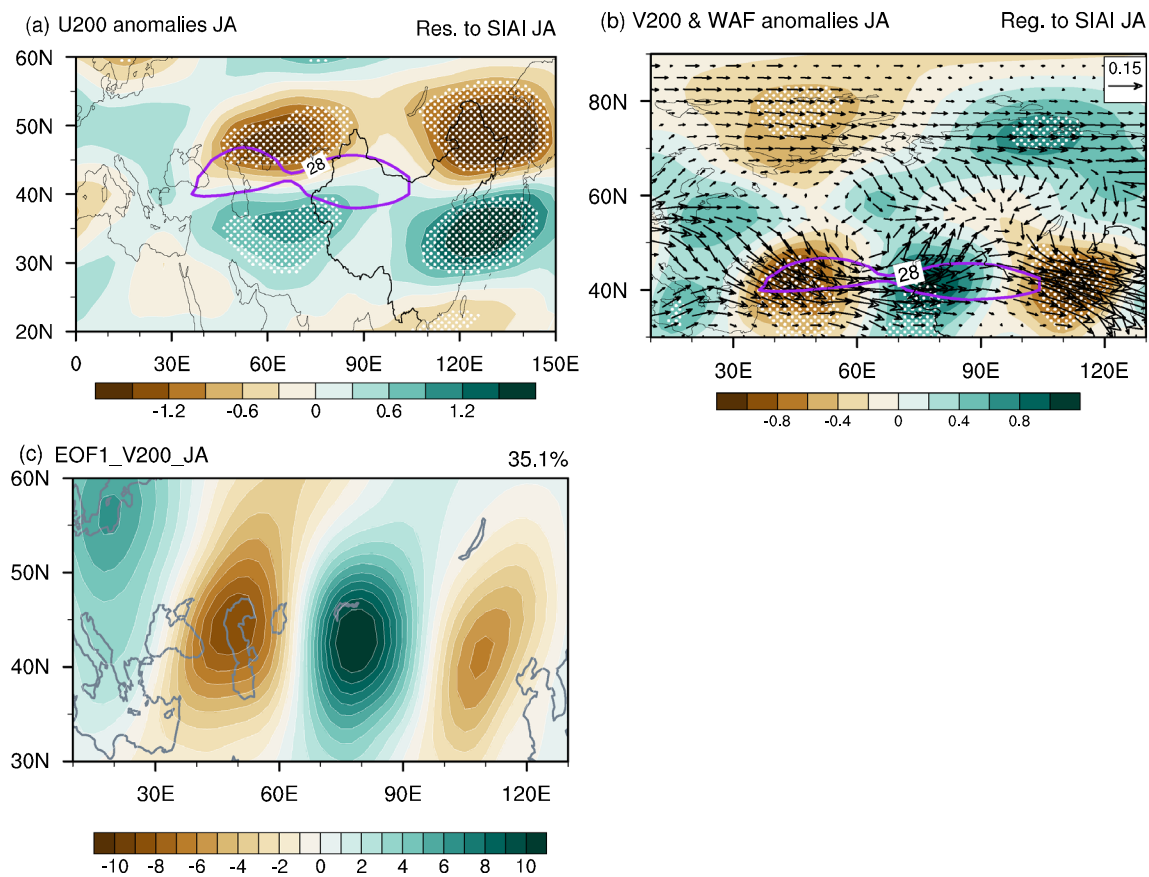 (a) U200 anomalies JA Res. to SIAI JA
60N
50N
40N
30N
20N
28
0 30E 60E 90E 120E 150E
-1.2 -0.6 0 0.6 1.2
(b) V200 & WAF anomalies JA Reg. to SIAI JA
0.15
80N
60N
40N
28
30E 60E 90E 120E
-0.8 -0.4 0 0.4 0.8
(c) EOF1_V200_JA 35.1%
60N
50N
40N
30N
30E 60E 90E 120E
-10 -8 -6 -4 -2 0 2 4 6 8 10